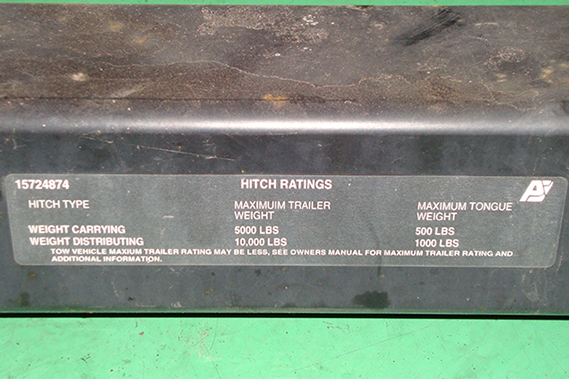 15724874 HITCH RATINGS
HITCH TYPE MAXIMUIM TRAILER WEIGHT MAXIMUM TONGUE WEIGHT
WEIGHT CARRYING 5000 LBS 500 LBS
WEIGHT DISTRIBUTING 10,000 LBS 1000 LBS
TOW VEHICLE MAXIUM TRAILER RATING MAY BE LESS, SEE OWNERS MANUAL FOR MAXIMUM TRAILER RATING AND
ADDITIONAL INFORMATION.